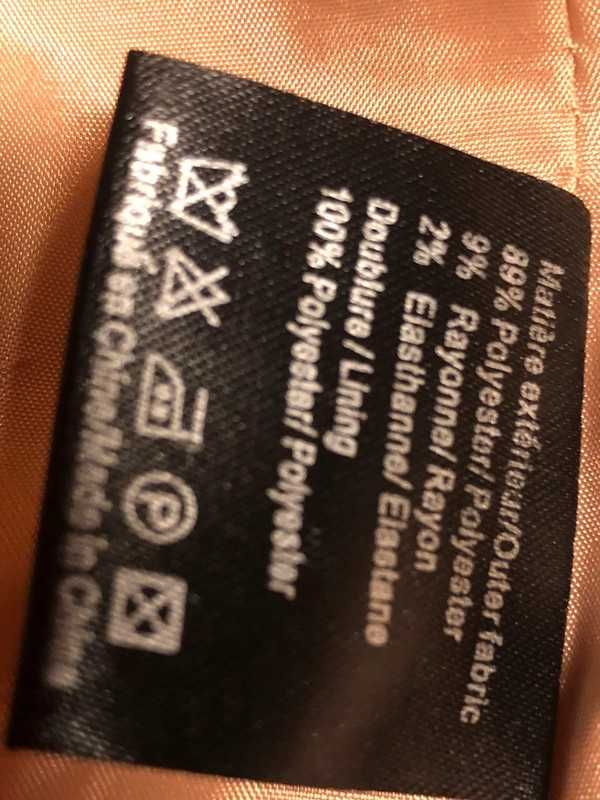 Matière extérieur/Outer fabric
89% Polyester/ Polyester
9% Rayonne/ Rayon
2% Elasthanne/ Elastane
Doublure / Lining
100% Polyester/ Polyester
P
Fabriqué en Chine/Made in China